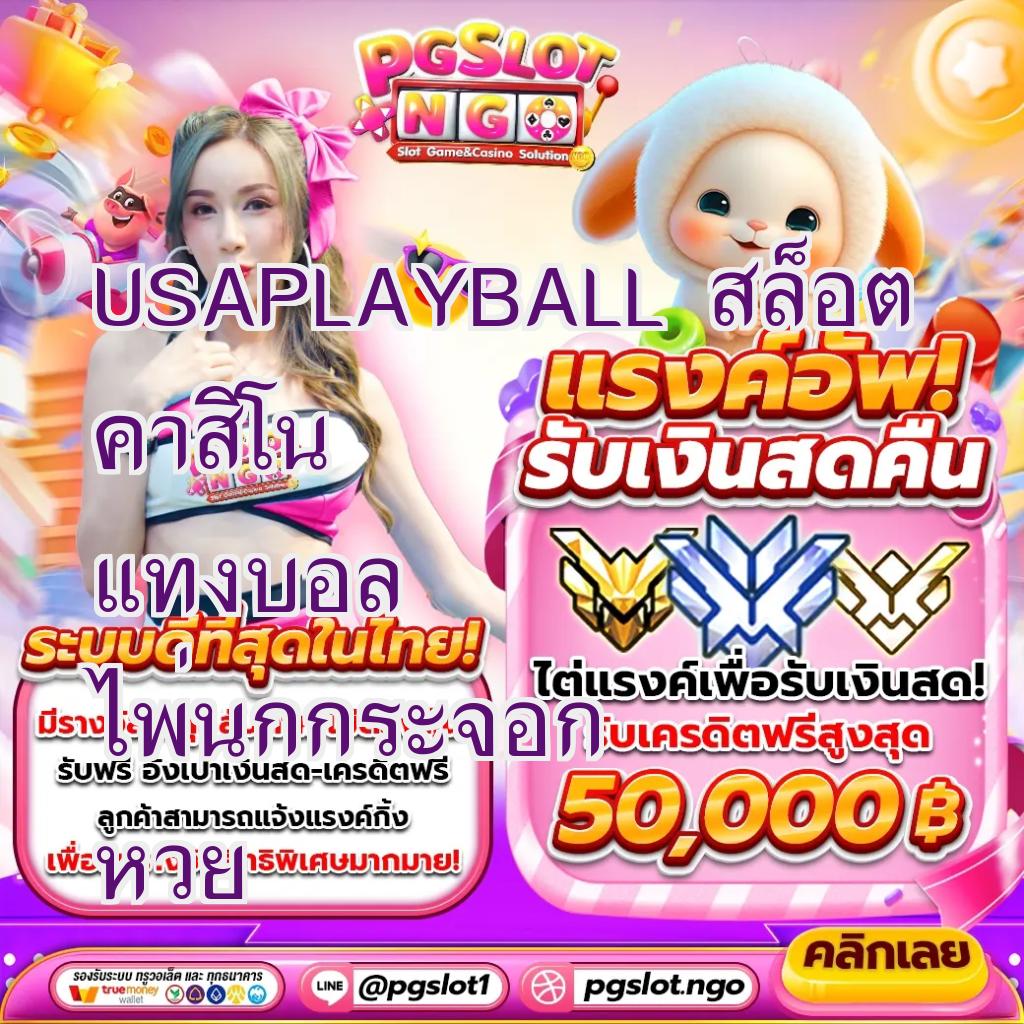 PGSLOT
NGO
Slot Game&Casino Solution
USAPLAYBALL สล็อต
คาสิโน
แทงบอล
ไพ่นกกระจอก
หวย
แรงค์อัพ!
รับเงินสดคืน
ไต่แรงค์เพื่อรับเงินสด!
รับเครดิตฟรีสูงสุด
50,000 ฿
ระบบดีที่สุดในไทย!
รับฟรี อั่งเปาเงินสด-เครดิตฟรี
ลูกค้าสามารถแจ้งแรงค์กิ้ง
คลิกเลย
รองรับระบบ ทรูวอเล็ต และ ทุกธนาคาร
truemoney
wallet
LINE @pgslot1
pgslot.ngo